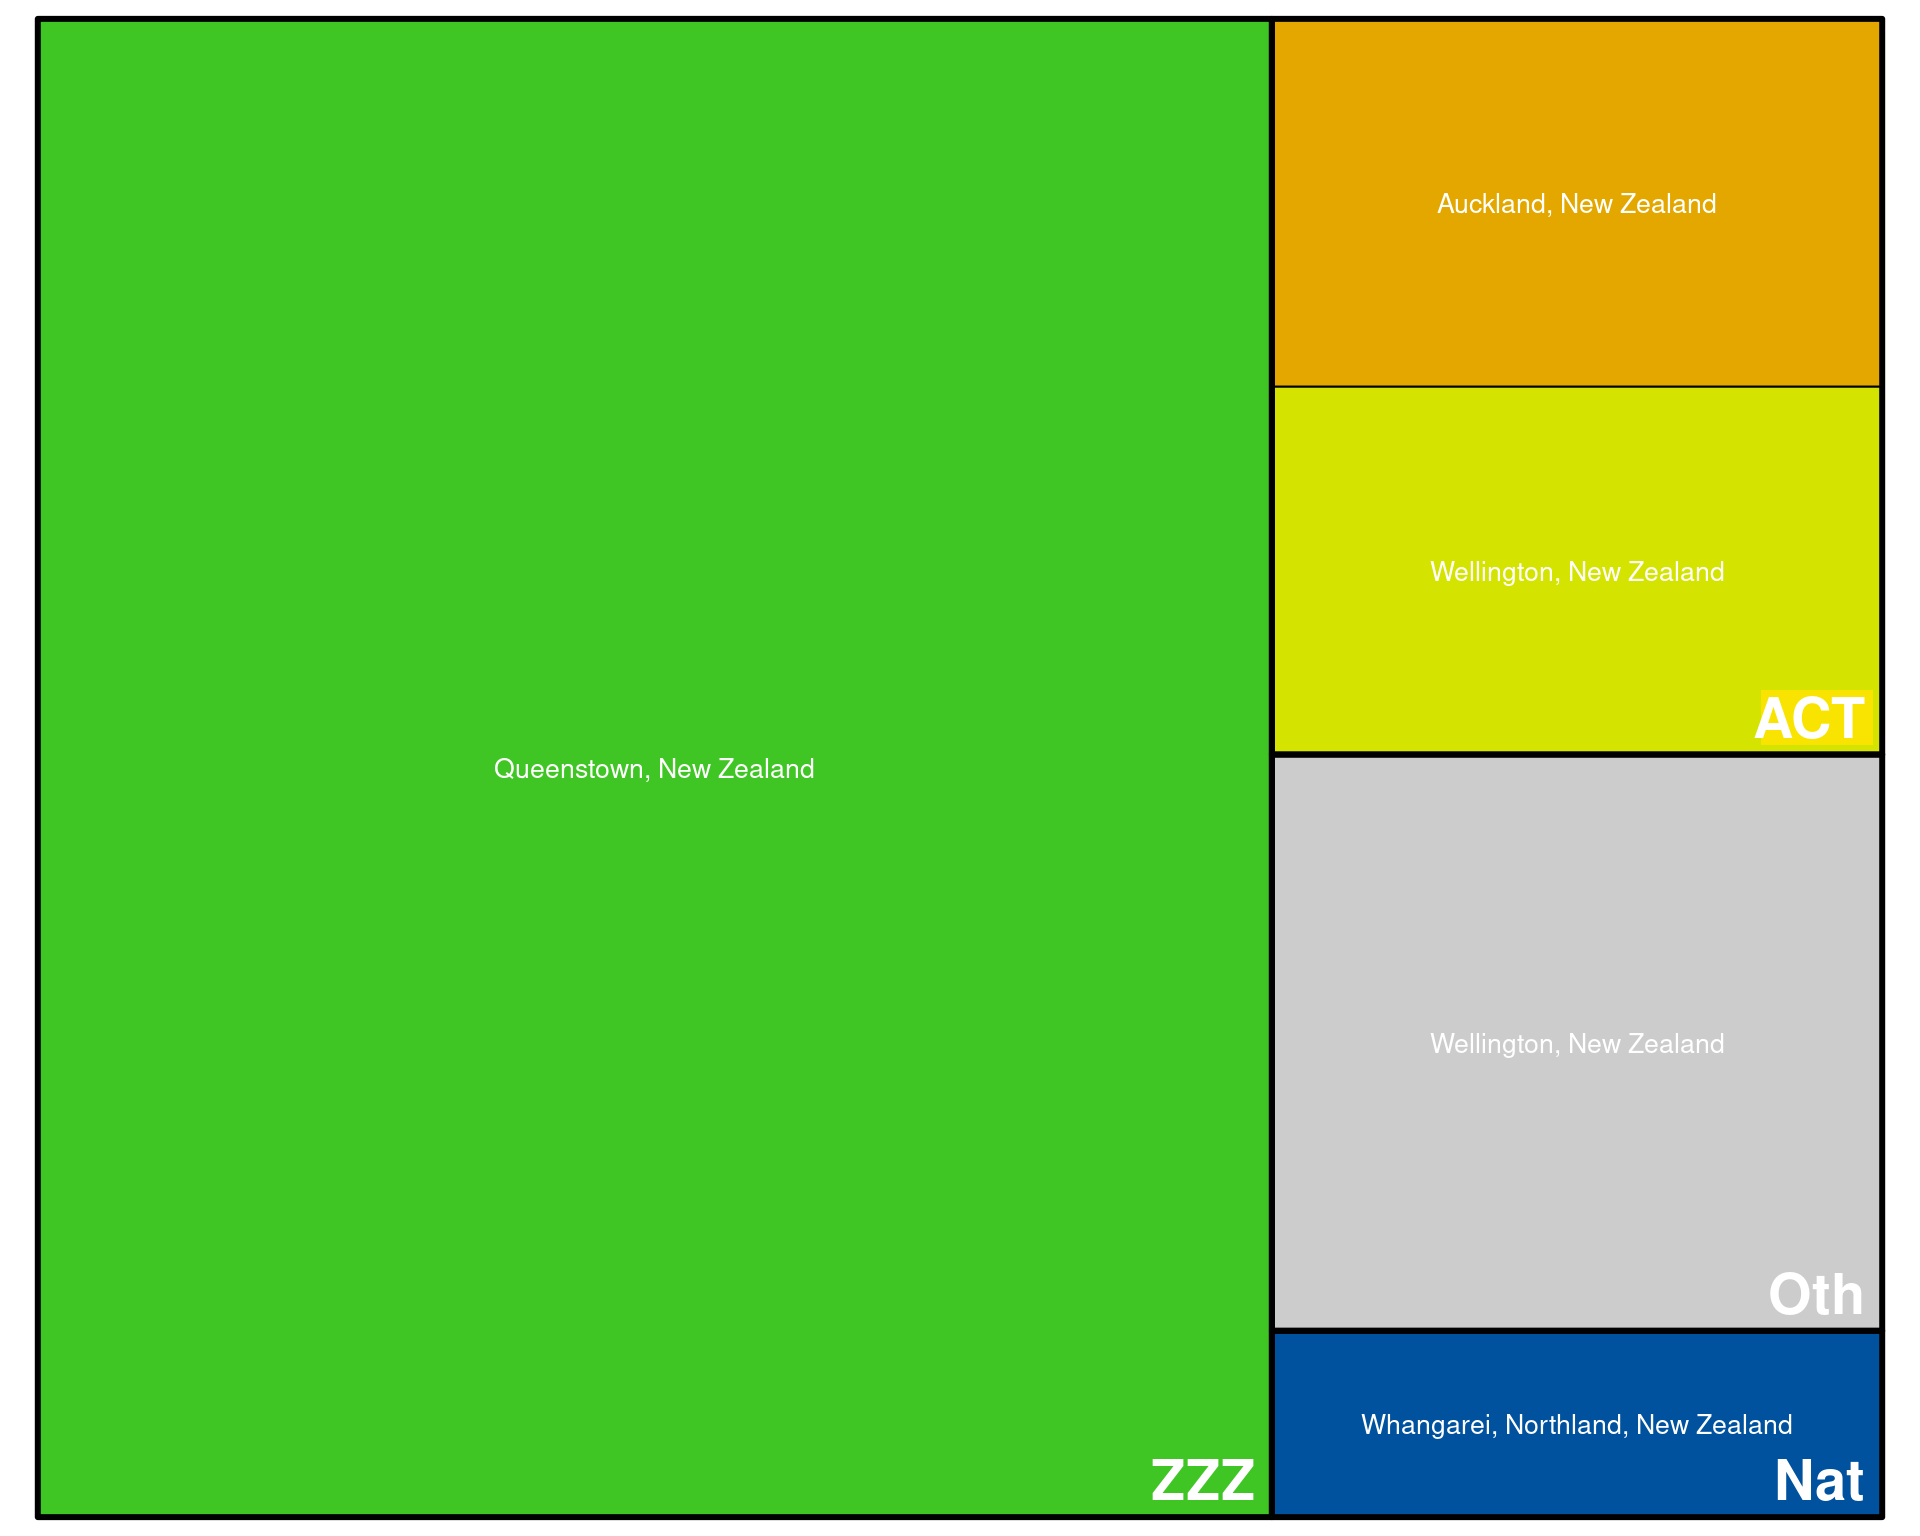 Queenstown, New Zealand
ZZZ
Auckland, New Zealand
Wellington, New Zealand
ACT
Wellington, New Zealand
Oth
Whangarei, Northland, New Zealand
Nat